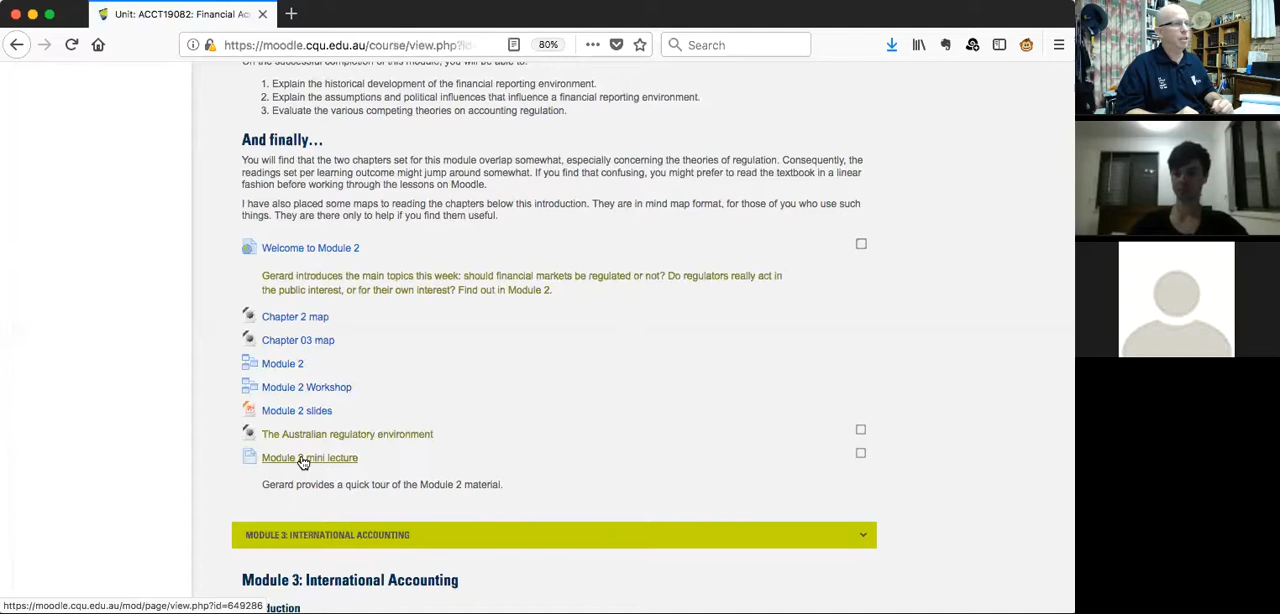 Unit: ACCT19082: Financial Ac
https://moodle.cqu.edu.au/course/view.php?id=
80%
Search
On the successful completion of this module, you will be able to:
1. Explain the historical development of the financial reporting environment.
2. Explain the assumptions and political influences that influence a financial reporting environment.
3. Evaluate the various competing theories on accounting regulation.
And finally…
You will find that the two chapters set for this module overlap somewhat, especially concerning the theories of regulation. Consequently, the
readings set per learning outcome might jump around somewhat. If you find that confusing, you might prefer to read the textbook in a linear
fashion before working through the lessons on Moodle.
I have also placed some maps to reading the chapters below this introduction. They are in mind map format, for those of you who use such
things. They are there only to help if you find them useful.
Welcome to Module 2
Gerard introduces the main topics this week: should financial markets be regulated or not? Do regulators really act in
the public interest, or for their own interest? Find out in Module 2.
Chapter 2 map
Chapter 03 map
Module 2
Module 2 Workshop
Module 2 slides
The Australian regulatory environment
Module 2 mini lecture
Gerard provides a quick tour of the Module 2 material.
MODULE 3: INTERNATIONAL ACCOUNTING
Module 3: International Accounting
https://moodle.cqu.edu.au/mod/page/view.php?id=649286